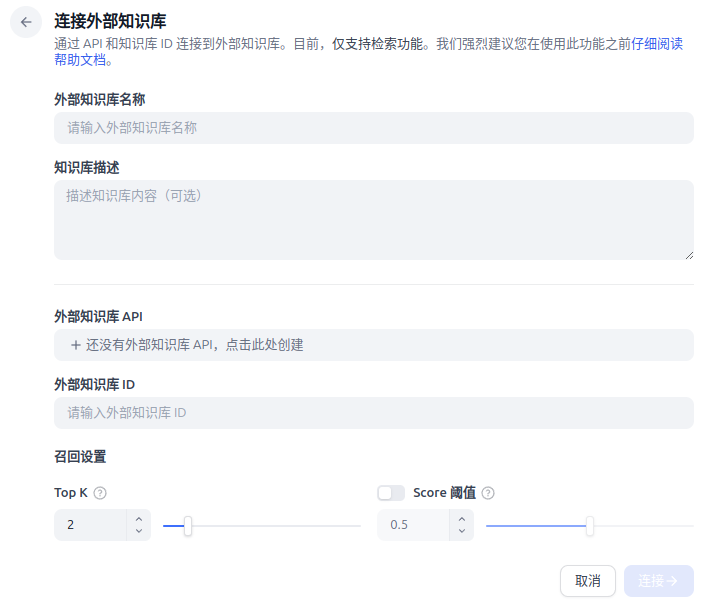 连接外部知识库
通过 API 和知识库 ID 连接到外部知识库。目前，仅支持检索功能。我们强烈建议您在使用此功能之前仔细阅读
帮助文档。
外部知识库名称
请输入外部知识库名称
知识库描述
描述知识库内容（可选）
外部知识库 API
+ 还没有外部知识库 API，点击此处创建
外部知识库 ID
请输入外部知识库 ID
召回设置
Top K ? Score 阈值 ?
2 0.5
取消 连接→